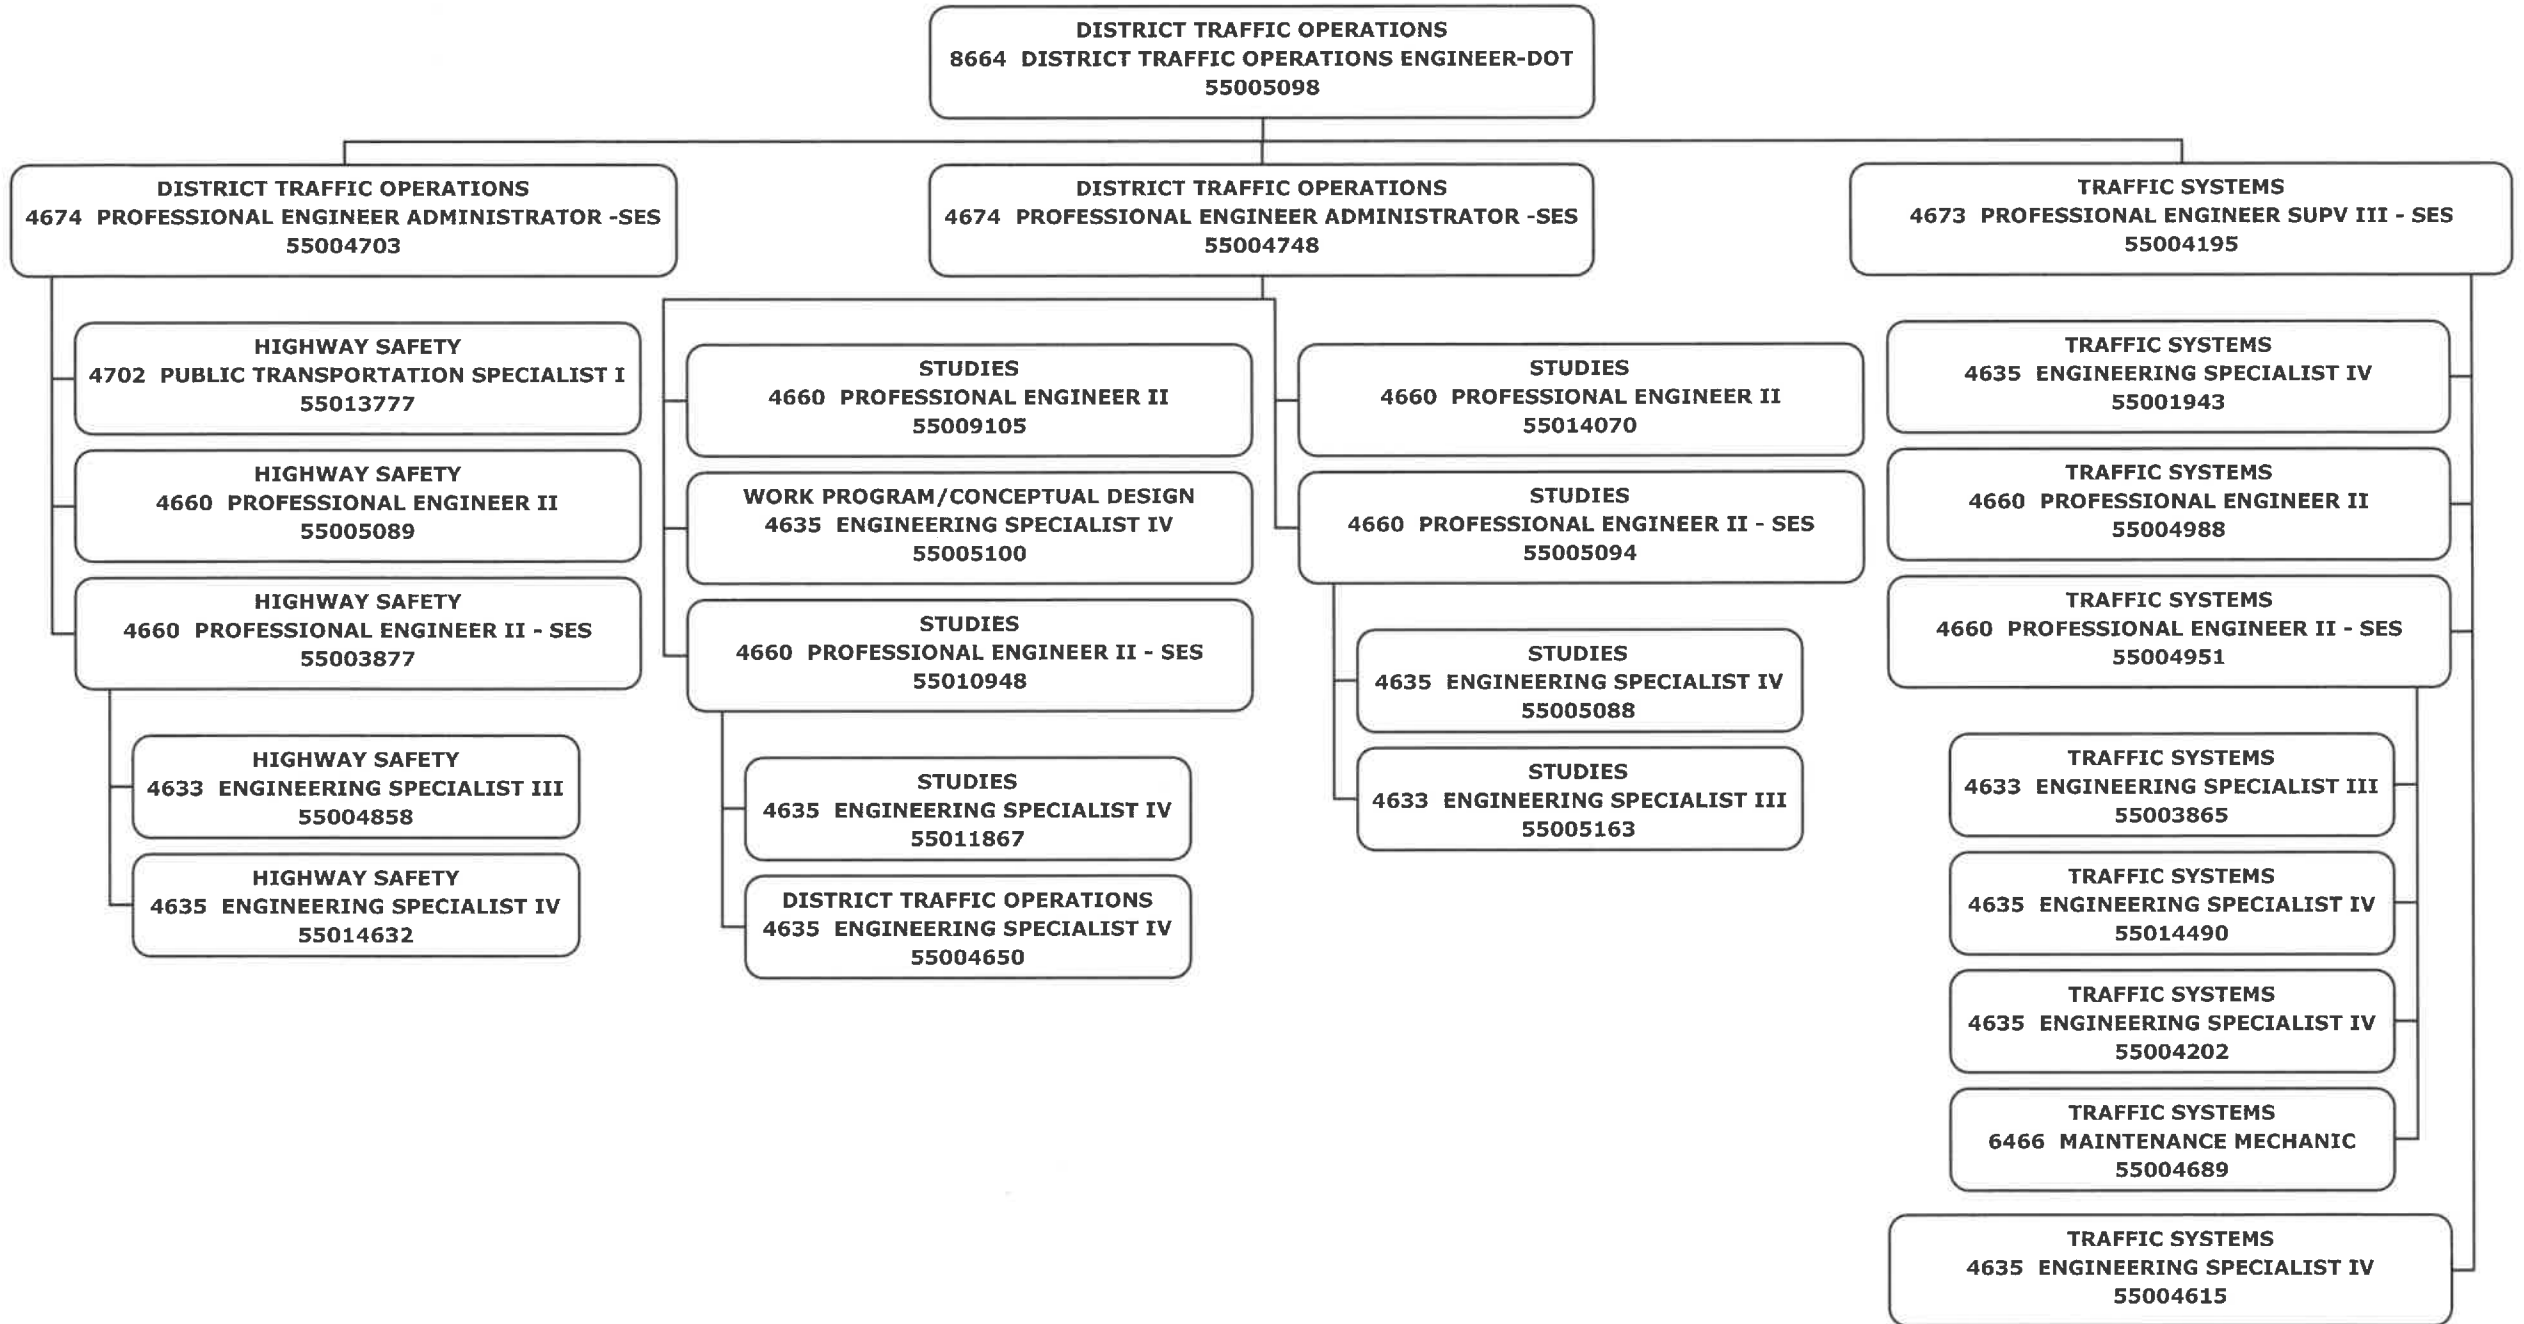 DISTRICT TRAFFIC OPERATIONS
8664 DISTRICT TRAFFIC OPERATIONS ENGINEER-DOT
55005098
DISTRICT TRAFFIC OPERATIONS
4674 PROFESSIONAL ENGINEER ADMINISTRATOR -SES
55004703
HIGHWAY SAFETY
4702 PUBLIC TRANSPORTATION SPECIALIST I
55013777
HIGHWAY SAFETY
4660 PROFESSIONAL ENGINEER II
55005089
HIGHWAY SAFETY
4660 PROFESSIONAL ENGINEER II - SES
55003877
HIGHWAY SAFETY
4633 ENGINEERING SPECIALIST III
55004858
HIGHWAY SAFETY
4635 ENGINEERING SPECIALIST IV
55014632
DISTRICT TRAFFIC OPERATIONS
4674 PROFESSIONAL ENGINEER ADMINISTRATOR -SES
55004748
STUDIES
4660 PROFESSIONAL ENGINEER II
55009105
WORK PROGRAM/CONCEPTUAL DESIGN
4635 ENGINEERING SPECIALIST IV
55005100
STUDIES
4660 PROFESSIONAL ENGINEER II - SES
55010948
STUDIES
4635 ENGINEERING SPECIALIST IV
55011867
DISTRICT TRAFFIC OPERATIONS
4635 ENGINEERING SPECIALIST IV
55004650
STUDIES
4660 PROFESSIONAL ENGINEER II
55014070
STUDIES
4660 PROFESSIONAL ENGINEER II - SES
55005094
STUDIES
4635 ENGINEERING SPECIALIST IV
55005088
STUDIES
4633 ENGINEERING SPECIALIST III
55005163
TRAFFIC SYSTEMS
4673 PROFESSIONAL ENGINEER SUPV III - SES
55004195
TRAFFIC SYSTEMS
4635 ENGINEERING SPECIALIST IV
55001943
TRAFFIC SYSTEMS
4660 PROFESSIONAL ENGINEER II
55004988
TRAFFIC SYSTEMS
4660 PROFESSIONAL ENGINEER II - SES
55004951
TRAFFIC SYSTEMS
4633 ENGINEERING SPECIALIST III
55003865
TRAFFIC SYSTEMS
4635 ENGINEERING SPECIALIST IV
55014490
TRAFFIC SYSTEMS
4635 ENGINEERING SPECIALIST IV
55004202
TRAFFIC SYSTEMS
6466 MAINTENANCE MECHANIC
55004689
TRAFFIC SYSTEMS
4635 ENGINEERING SPECIALIST IV
55004615